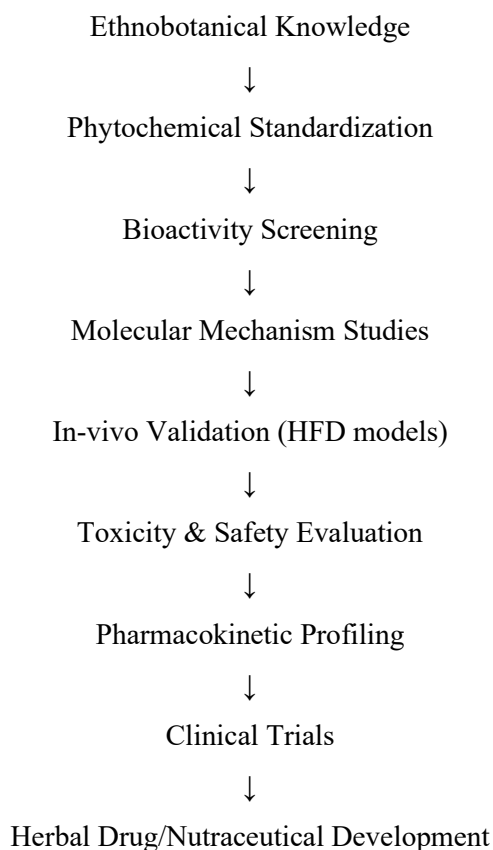 Ethnobotanical Knowledge
↓
Phytochemical Standardization
↓
Bioactivity Screening
↓
Molecular Mechanism Studies
↓
In-vivo Validation (HFD models)
↓
Toxicity & Safety Evaluation
↓
Pharmacokinetic Profiling
↓
Clinical Trials
↓
Herbal Drug/Nutraceutical Development